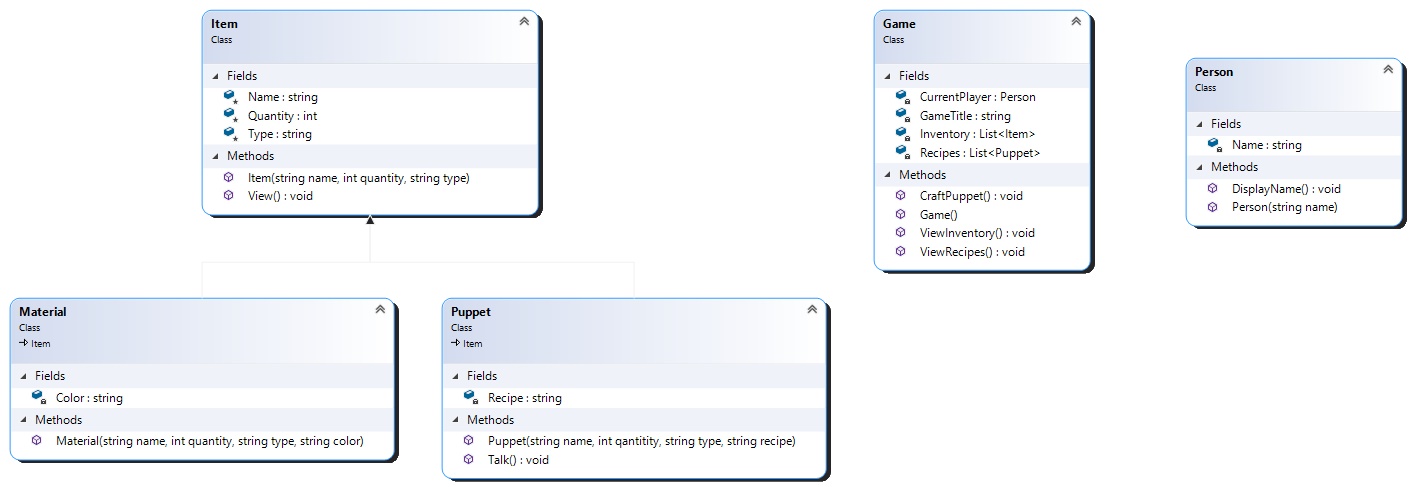 Item
Class
Fields
Name : string
Quantity : int
Type : string
Methods
Item(string name, int quantity, string type)
View() : void
Game
Class
Fields
CurrentPlayer : Person
GameTitle : string
Inventory : List<Item>
Recipes : List<Puppet>
Methods
CraftPuppet() : void
Game()
ViewInventory() : void
ViewRecipes() : void
Person
Class
Fields
Name : string
Methods
DisplayName() : void
Person(string name)
Material
Class
Item
Fields
Color : string
Methods
Material(string name, int quantity, string type, string color)
Puppet
Class
Item
Fields
Recipe : string
Methods
Puppet(string name, int qantitity, string type, string recipe)
Talk() : void